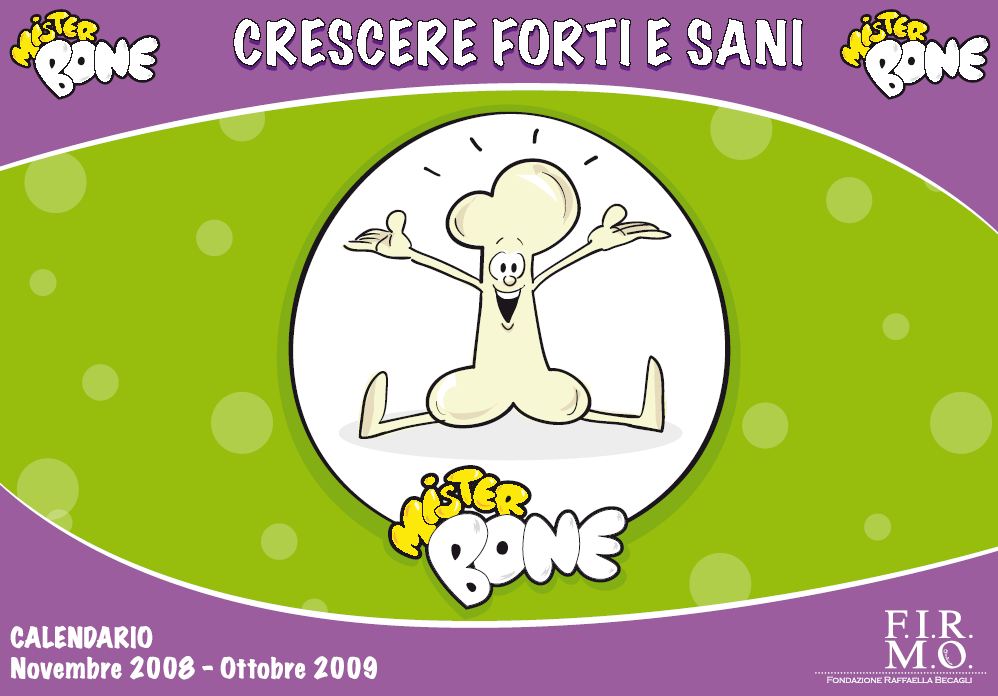 MISTER
BONE
CRESCERE FORTI E SANI
MISTER
BONE
MISTER
BONE
CALENDARIO
Novembre 2008 - Ottobre 2009
F.I.R.
M.O.
FONDAZIONE RAFFAELLA BECAGLI